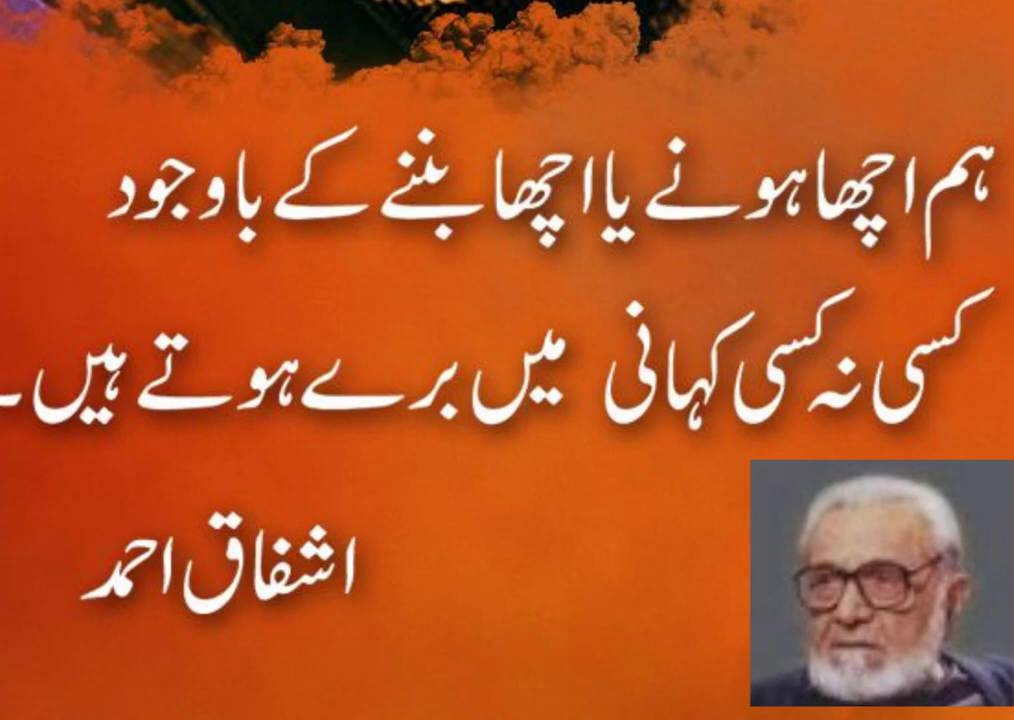 ہم اچھا ہونے یا اچھا بننے کے باوجود
کسی نہ کسی کہانی میں برے ہوتے ہیں۔
اشفاق احمد